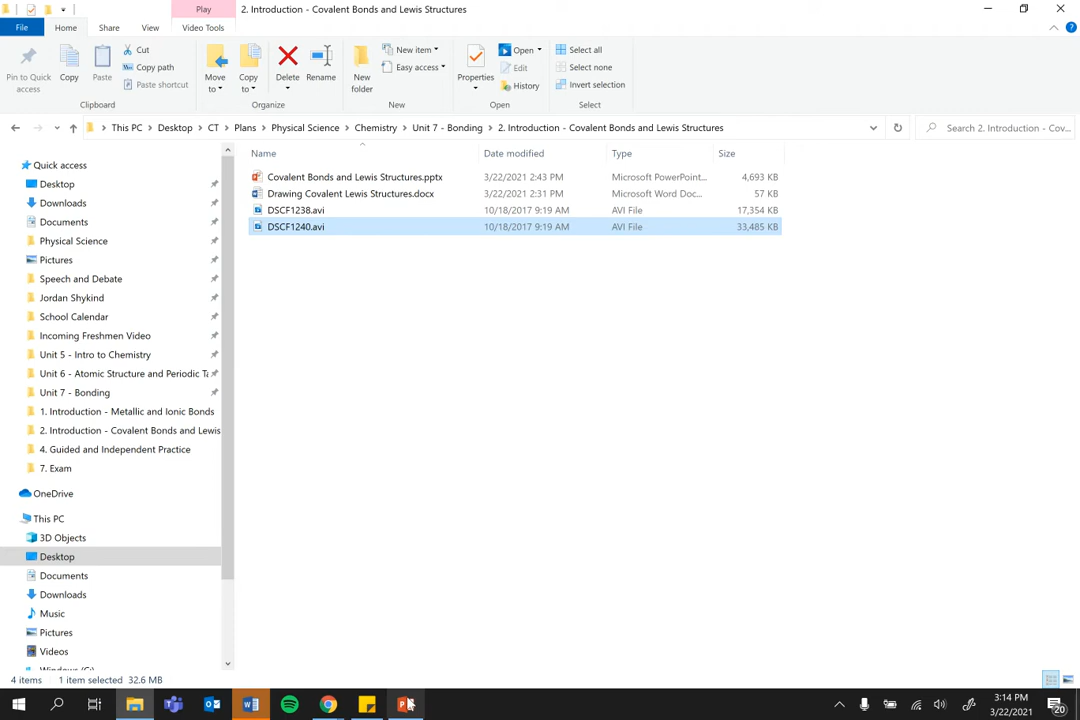 Play
2. Introduction - Covalent Bonds and Lewis Structures
File
Home
Share
View
Video Tools
Pin to Quick access
Copy
Paste
Cut
Copy path
Paste shortcut
Move to
Copy to
Delete
Rename
New folder
New item
Easy access
Properties
Open
Edit
History
Select all
Select none
Invert selection
Clipboard
Organize
New
Open
Select
This PC > Desktop > CT > Plans > Physical Science > Chemistry > Unit 7 - Bonding > 2. Introduction - Covalent Bonds and Lewis Structures
Search 2. Introduction - Cov...
Name Date modified Type Size
Covalent Bonds and Lewis Structures.pptx 3/22/2021 2:43 PM Microsoft PowerPoint... 4,693 KB
Drawing Covalent Lewis Structures.docx 3/22/2021 2:31 PM Microsoft Word Doc... 57 KB
DSCF1238.avi 10/18/2017 9:19 AM AVI File 17,354 KB
DSCF1240.avi 10/18/2017 9:19 AM AVI File 33,485 KB
Quick access
Desktop
Downloads
Documents
Physical Science
Pictures
Speech and Debate
Jordan Shykind
School Calendar
Incoming Freshmen Video
Unit 5 - Intro to Chemistry
Unit 6 - Atomic Structure and Periodic Ta
Unit 7 - Bonding
1. Introduction - Metallic and Ionic Bonds
2. Introduction - Covalent Bonds and Lewis
4. Guided and Independent Practice
7. Exam
OneDrive
This PC
3D Objects
Desktop
Documents
Downloads
Music
Pictures
Videos
4 items 1 item selected 32.6 MB
3:14 PM
3/22/2021
20